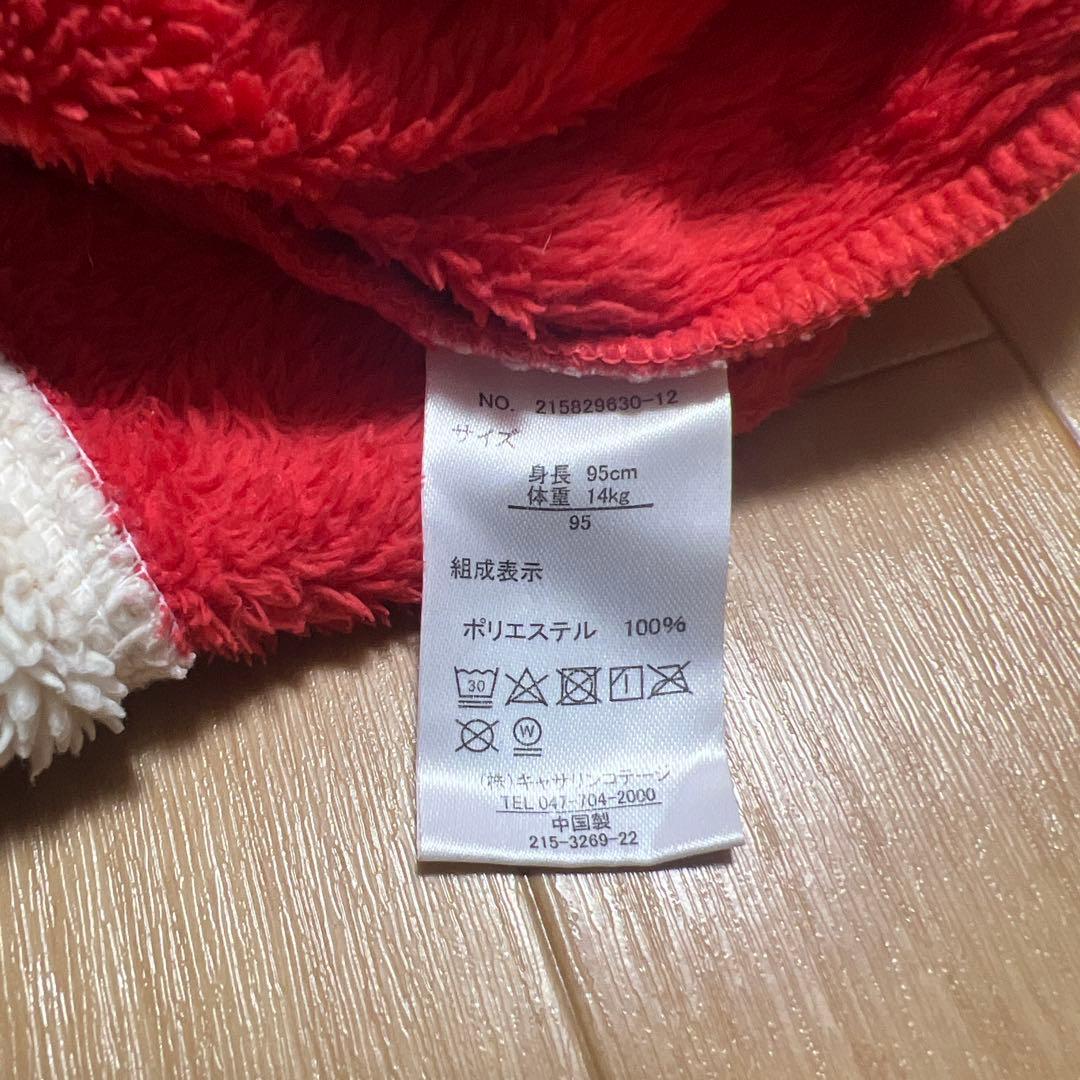 NO. 215829630-12
サイズ
身長 95cm
体重 14kg
95
組成表示
ポリエステル 100%
30
W
(株)キャサリンコテージ
TEL 047-704-2000
中国製
215-3269-22